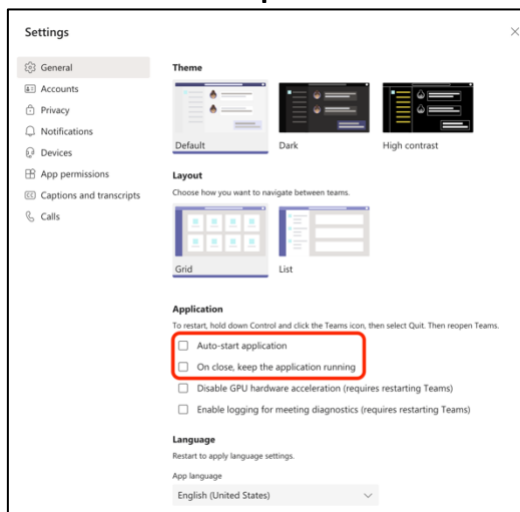 Settings
General
Accounts
Privacy
Notifications
Devices
App permissions
Captions and transcripts
Calls
Theme
Default
Dark
High contrast
Layout
Choose how you want to navigate between teams.
Grid
List
Application
To restart, hold down Control and click the Teams icon, then select Quit. Then reopen Teams.
Auto-start application
On close, keep the application running
Disable GPU hardware acceleration (requires restarting Teams)
Enable logging for meeting diagnostics (requires restarting Teams)
Language
Restart to apply language settings.
App language
English (United States)